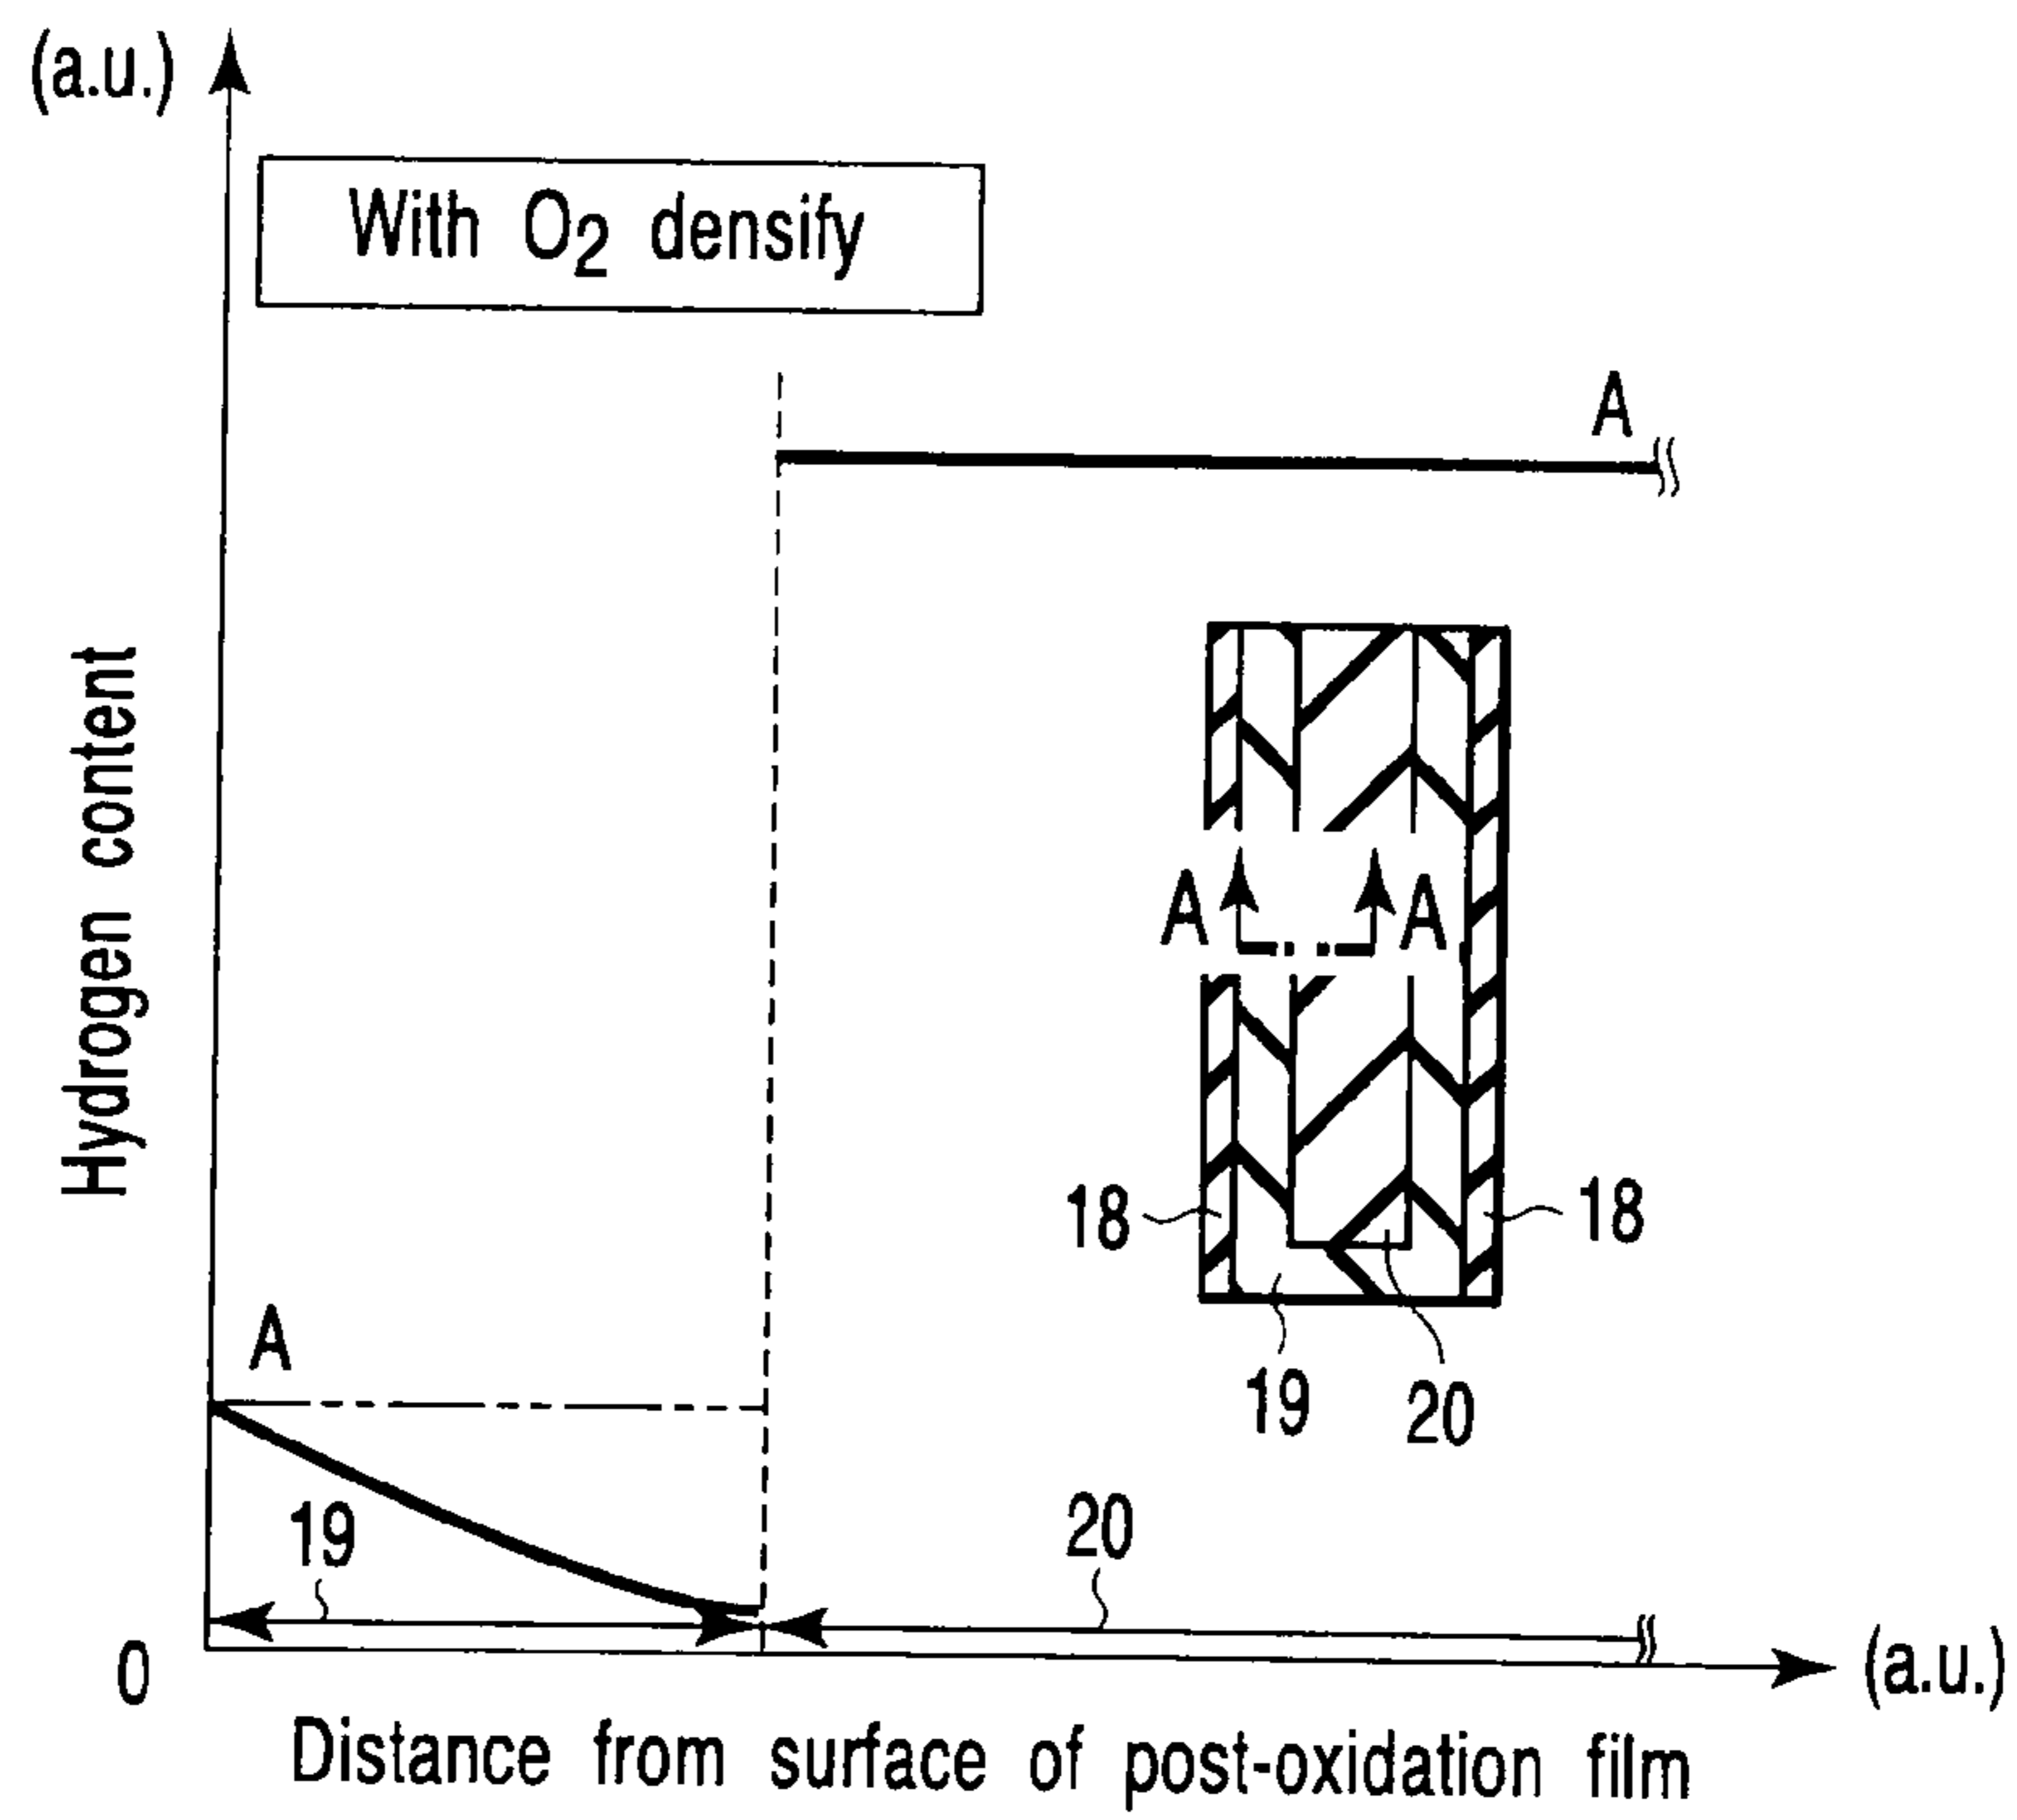 (a.u.)
With O2 densify
A
Hydrogen content
A A
18 18
A
19 20
19 20
0 (a.u.)
Distance from surface of post-oxidation film